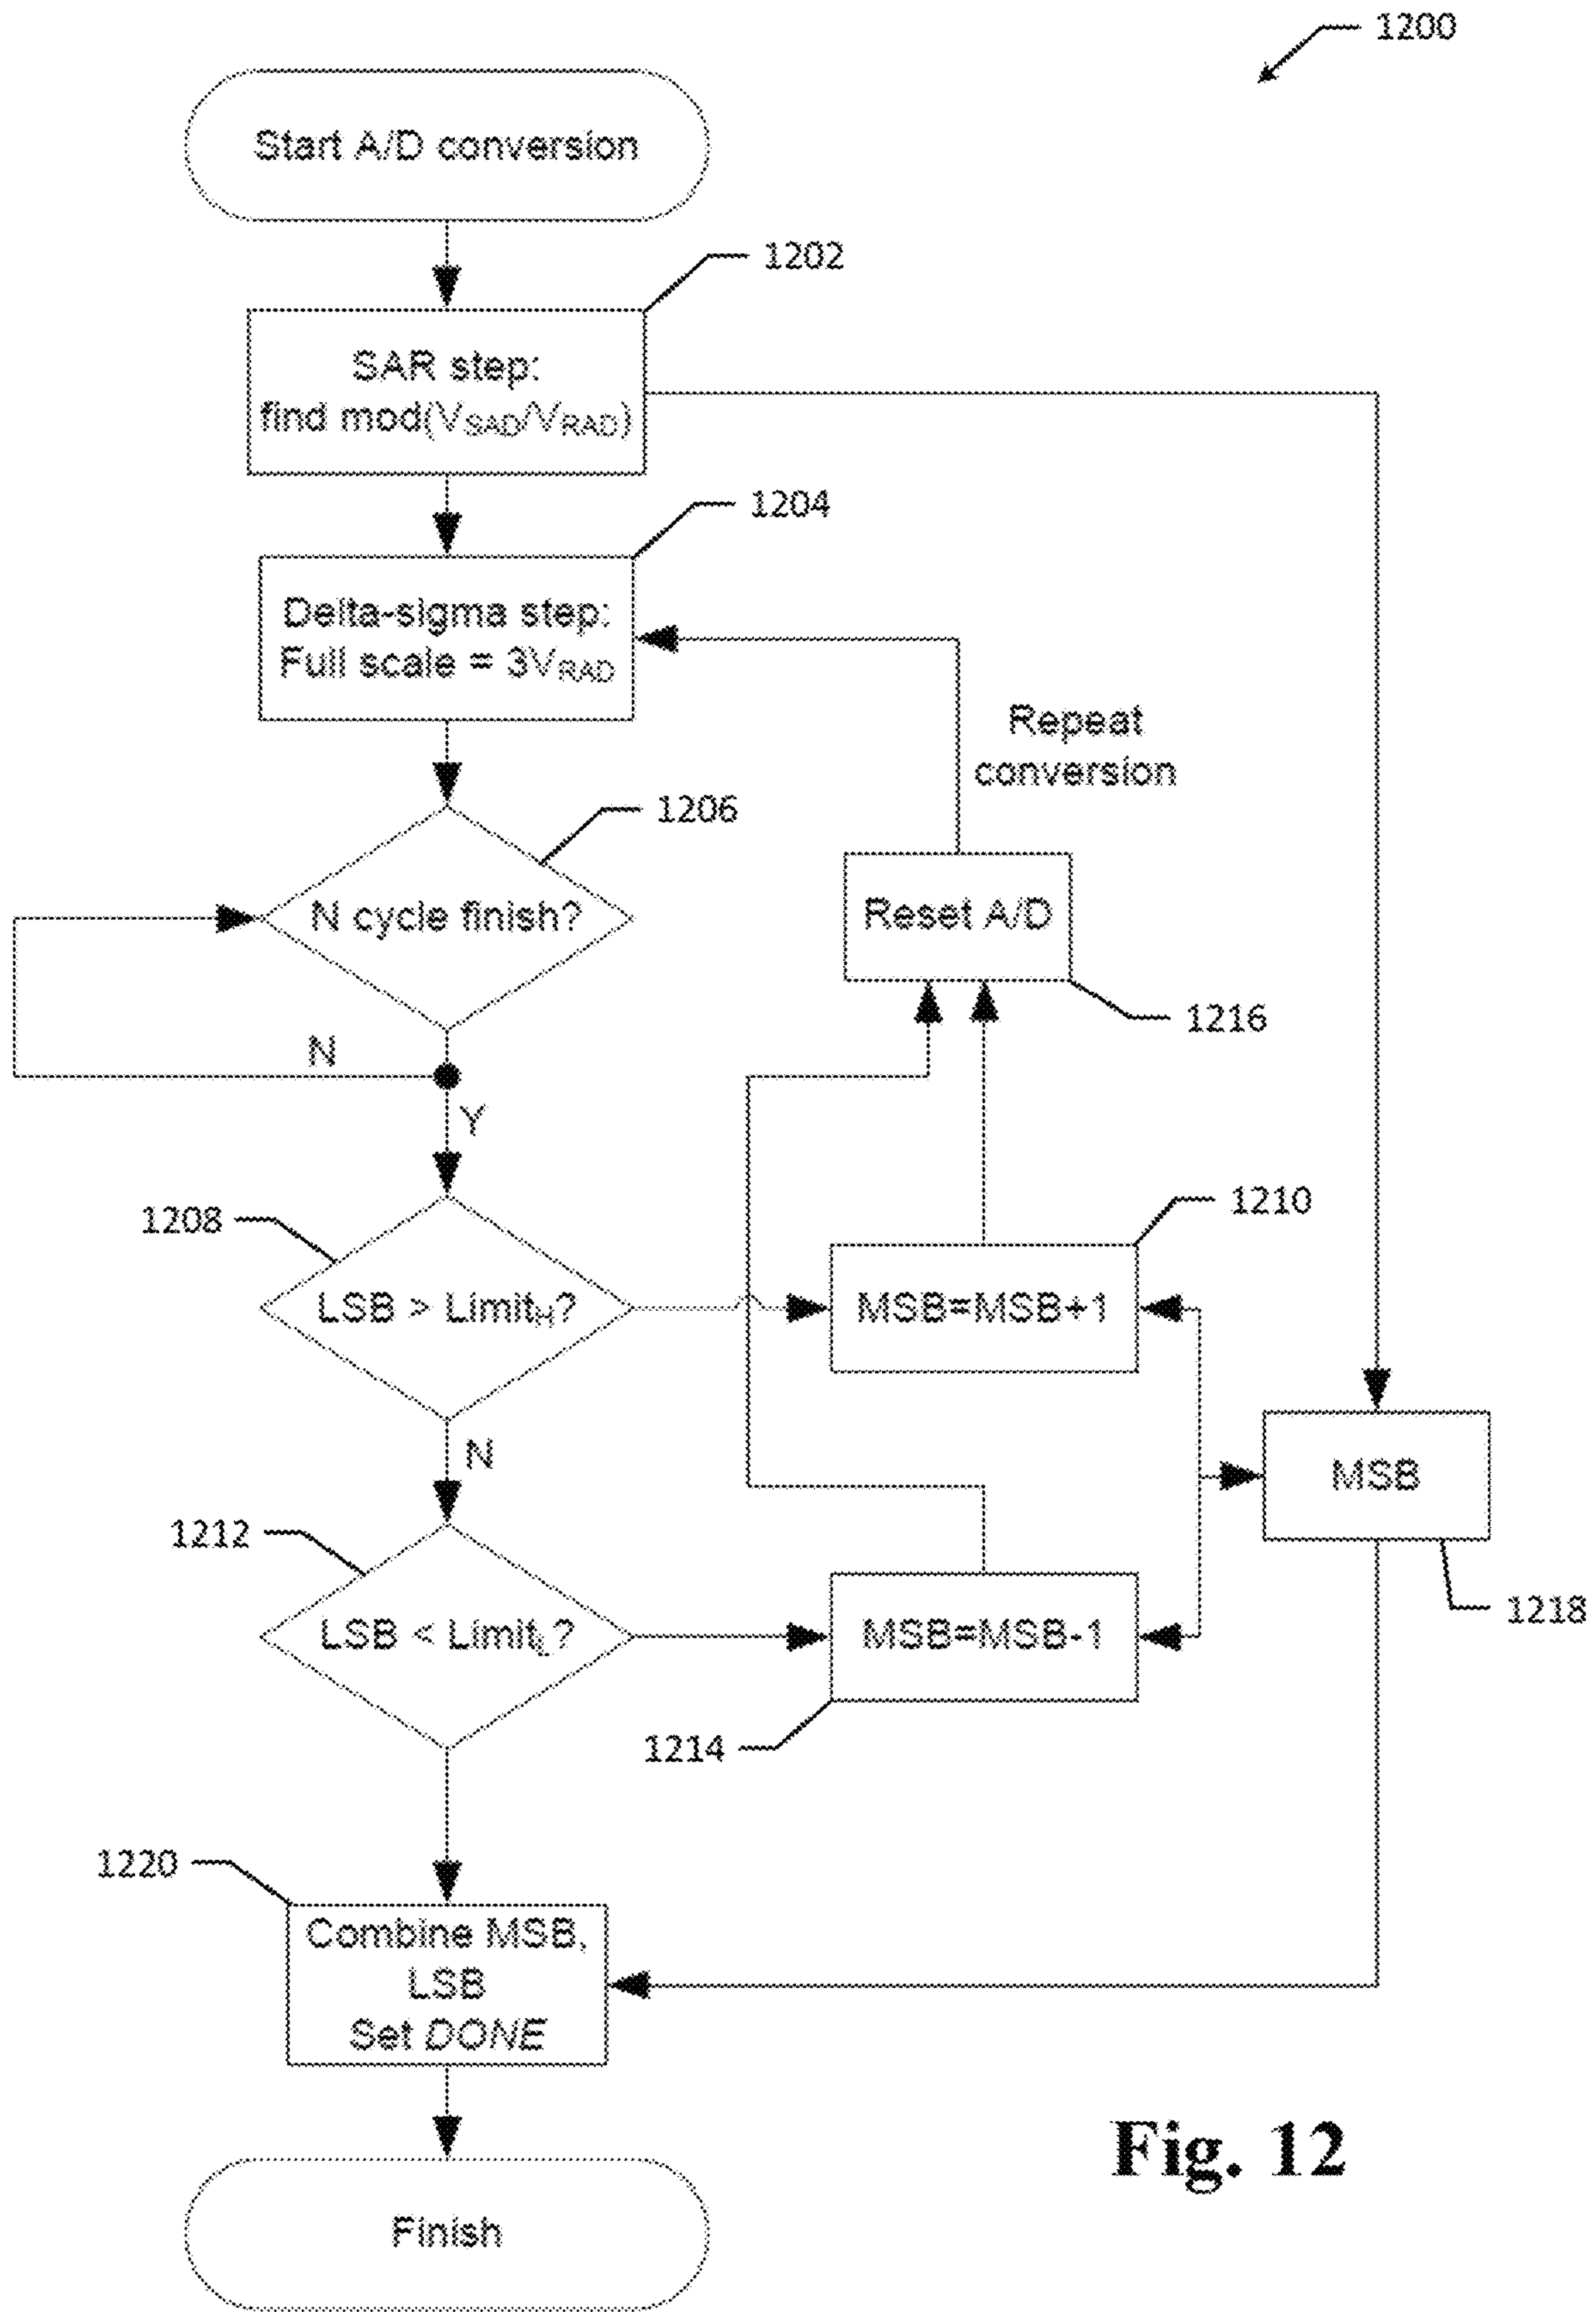 1200
Start A/D conversion
1202
SAR step:
find mod(VSAD/VRAD)
1204
Delta-sigma step:
Full scale = 3VRAD
Repeat
conversion
1206
N cycle finish?
Reset A/D
1216
N
Y
1208
1210
LSB > LimitH?
MSB=MSB+1
N
MSB
1212
1218
LSB < LimitL?
MSB=MSB-1
1214
1220
Combine MSB,
LSB
Set DONE
Fig. 12
Finish